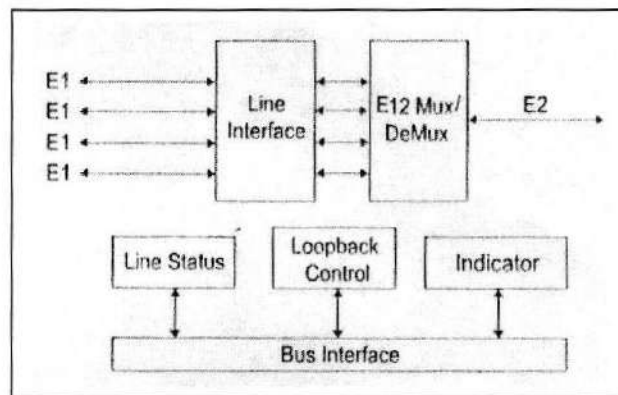 E1
E1
E1
E1
Line
Interface
E12 Mux/
DeMux
E2
Line Status
Loopback
Control
Indicator
Bus Interface